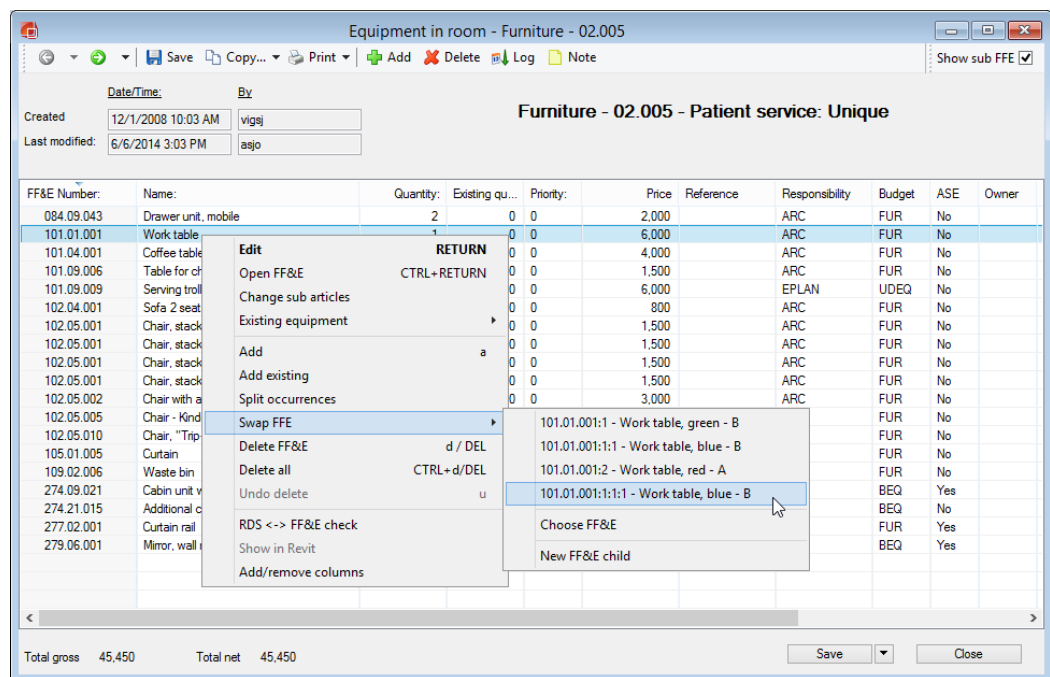 Equipment in room - Furniture - 02.005
Save Copy... Print Add Delete Log Note Show sub FFE
Date/Time: By
Created 12/1/2008 10:03 AM vigsj
Furniture - 02.005 - Patient service: Unique
Last modified: 6/6/2014 3:03 PM asjo
FF&E Number: Name: Quantity: Existing qu... Priority: Price Reference Responsibility Budget ASE Owner
084.09.043 Drawer unit, mobile 2 0 0 2,000 ARC FUR No
101.01.001 Work table 1 0 0 6,000 ARC FUR No
101.04.001 Coffee table 0 0 4,000 ARC FUR No
101.09.006 Table for ch 0 0 1,500 ARC FUR No
101.09.009 Serving troll 0 0 6,000 EPLAN UDEQ No
102.04.001 Sofa 2 seat 0 0 800 ARC FUR No
102.05.001 Chair, stack 0 0 1,500 ARC FUR No
102.05.001 Chair, stack 0 0 1,500 ARC FUR No
102.05.001 Chair, stack 0 0 1,500 ARC FUR No
102.05.001 Chair, stack 0 0 1,500 ARC FUR No
102.05.002 Chair with a 0 0 3,000 ARC FUR No
102.05.005 Chair - Kind FUR No
102.05.010 Chair, "Trip- FUR No
105.01.005 Curtain FUR No
109.02.006 Waste bin FUR No
274.09.021 Cabin unit w BEQ Yes
274.21.015 Additional c BEQ No
277.02.001 Curtain rail FUR Yes
279.06.001 Mirror, wall BEQ Yes
Edit RETURN
Open FF&E CTRL+RETURN
Change sub articles
Existing equipment
Add a
Add existing
Split occurrences
Swap FFE
Delete FF&E d / DEL
Delete all CTRL+d/DEL
Undo delete u
RDS <-> FF&E check
Show in Revit
Add/remove columns
101.01.001:1 - Work table, green - B
101.01.001:1:1 - Work table, blue - B
101.01.001:2 - Work table, red - A
101.01.001:1:1:1 - Work table, blue - B
Choose FF&E
New FF&E child
Total gross 45,450 Total net 45,450 Save Close